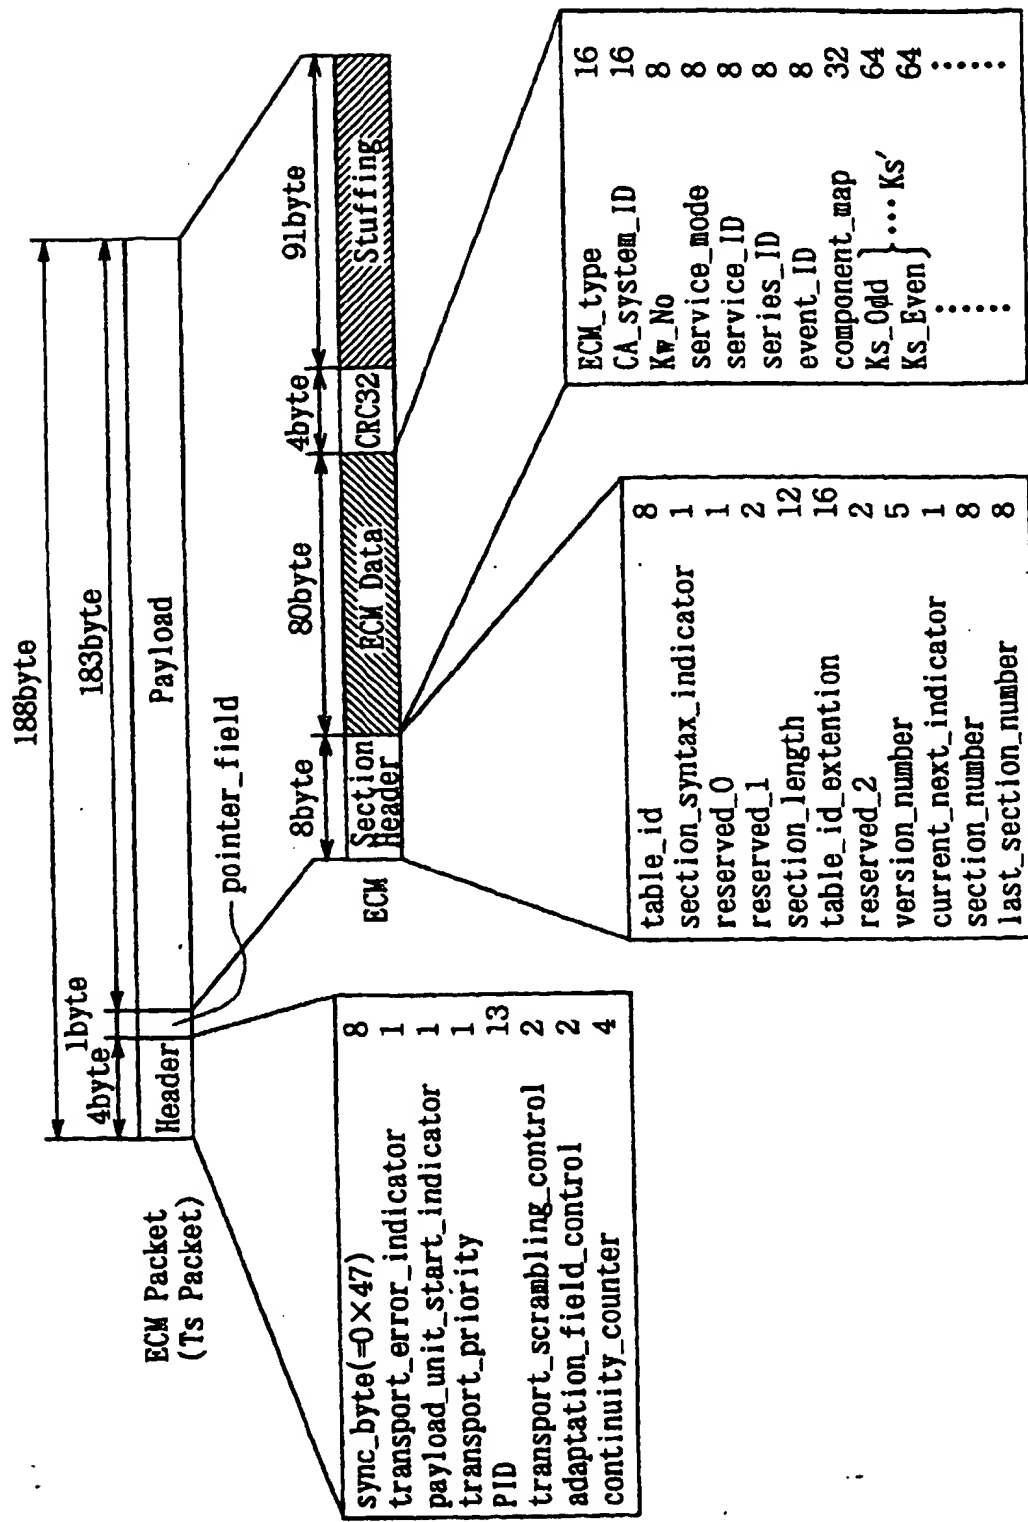 188byte
4byte 1byte 183byte
Header Payload
ECM Packet
(Ts Packet)
pointer_field
8byte 80byte 4byte 91byte
Section
Header
ECM Data
CRC32
Stuffing
ECM
sync_byte(=0×47) 8
transport_error_indicator 1
payload_unit_start_indicator 1
transport_priority 1
PID 13
transport_scrambling_control 2
adaptation_field_control 2
continuity_counter 4
table_id 8
section_syntax_indicator 1
reserved_0 1
reserved_1 2
section_length 12
table_id_extention 16
reserved_2 2
version_number 5
current_next_indicator 1
section_number 8
last_section_number 8
ECM_type 16
CA_system_ID 16
Kw_No 8
service_mode 8
service_ID 8
series_ID 8
event_ID 8
component_map 32
Ks_Odd 64
Ks_Even 64
}····Ks'
······ ······